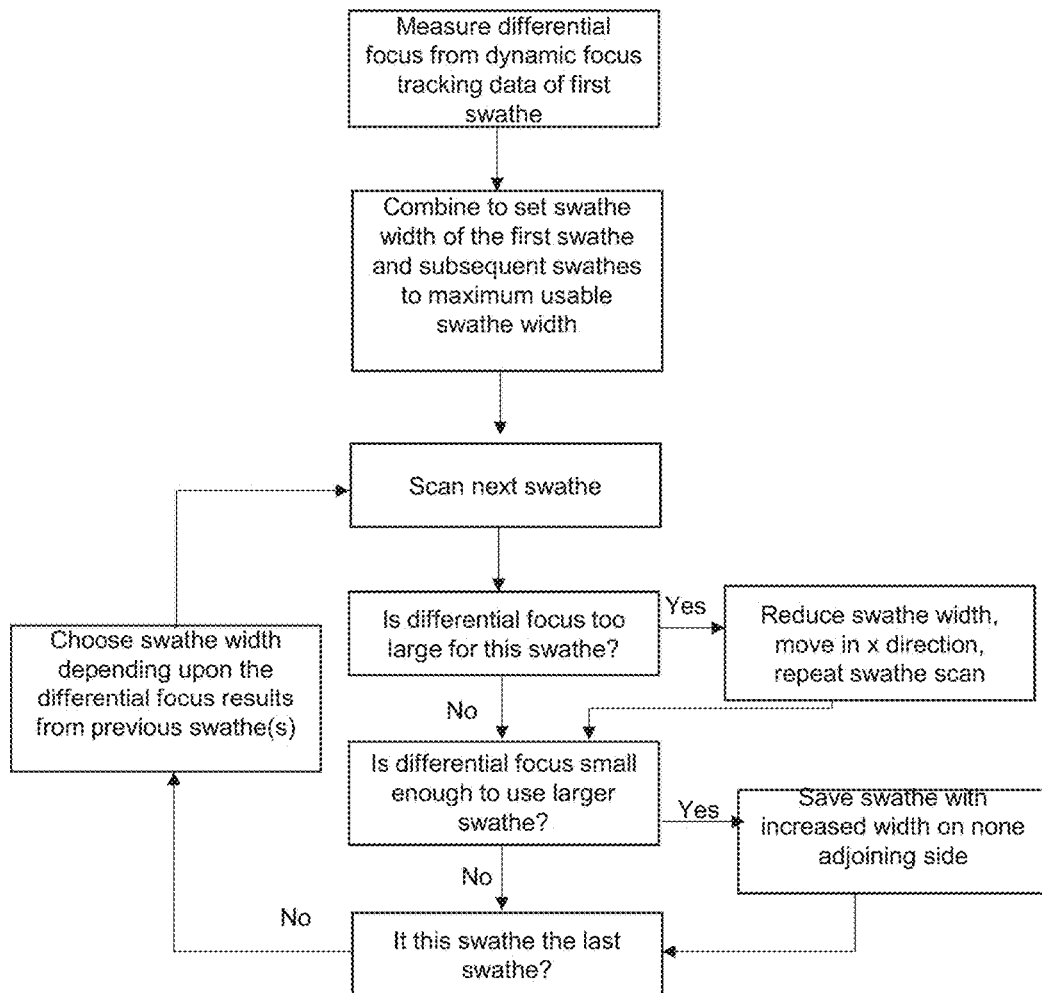 Measure differential
focus from dynamic focus
tracking data of first
swathe
Combine to set swathe
width of the first swathe
and subsequent swathes
to maximum usable
swathe width
Scan next swathe
Is differential focus too
large for this swathe?
Yes
Reduce swathe width,
move in x direction,
repeat swathe scan
Choose swathe width
depending upon the
differential focus results
from previous swathe(s)
No
Is differential focus small
enough to use larger
swathe?
Yes
Save swathe with
increased width on none
adjoining side
No
No
It this swathe the last
swathe?